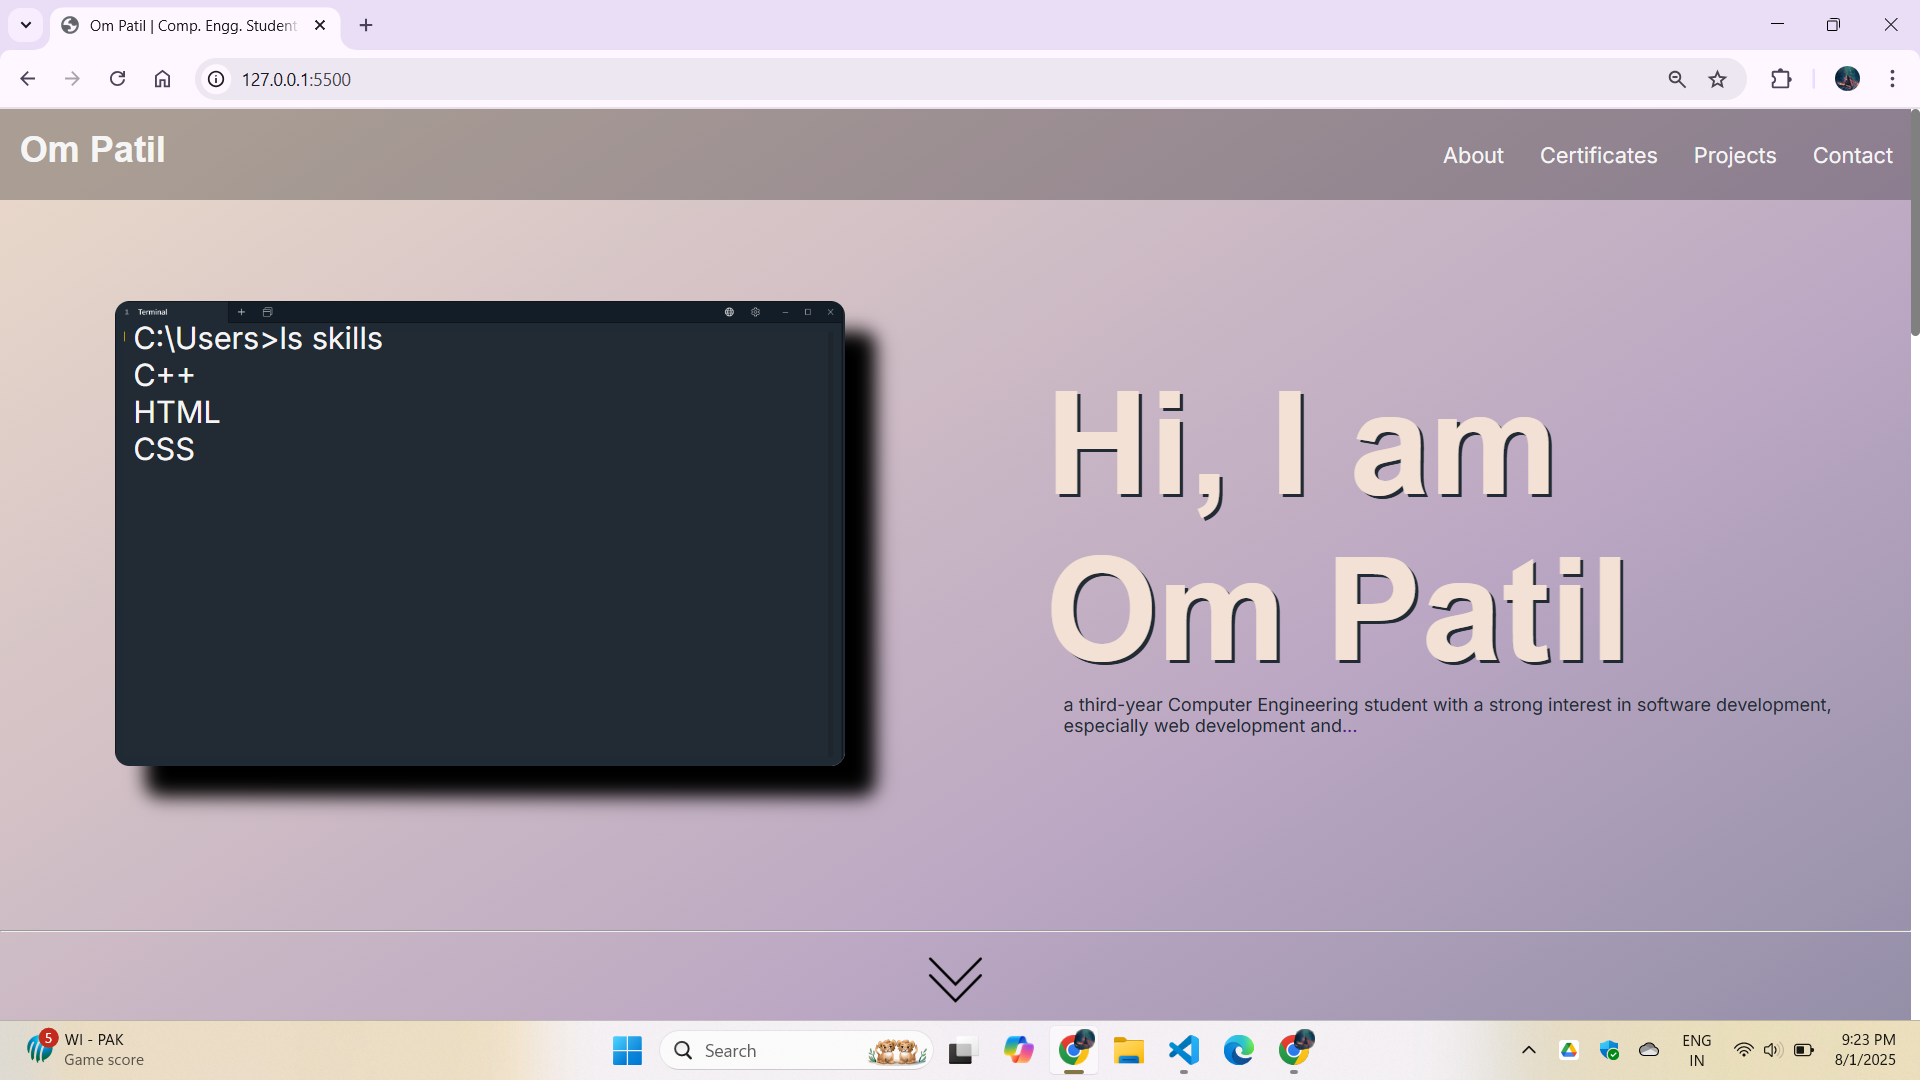 Om Patil | Comp. Engg. Student
127.0.0.1:5500
Om Patil
About Certificates Projects Contact
1 Terminal
C:\Users>ls skills
C++
HTML
CSS
Hi, I am
Om Patil
a third-year Computer Engineering student with a strong interest in software development,
especially web development and...
5
WI - PAK
Game score
Search
ENG
IN
9:23 PM
8/1/2025